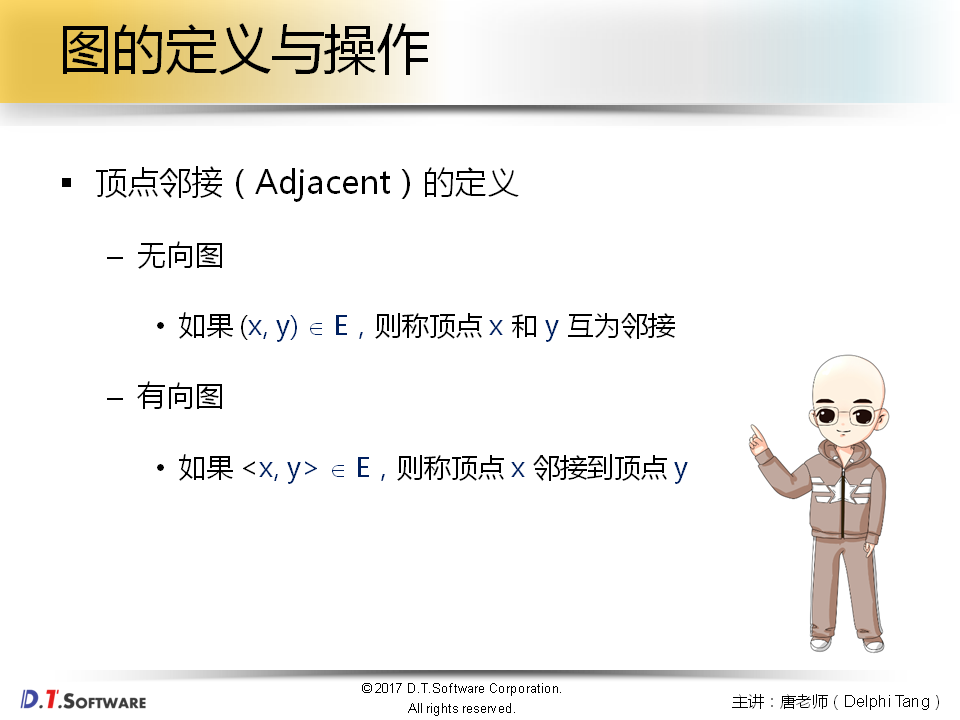 图的定义与操作
▪ 顶点邻接（Adjacent）的定义
– 无向图
• 如果 (x, y) ∈ E，则称顶点 x 和 y 互为邻接
– 有向图
• 如果 <x, y> ∈ E，则称顶点 x 邻接到顶点 y
D.T.SOFTWARE
©2017 D.T.Software Corporation.
All rights reserved.
主讲：唐老师（Delphi Tang）